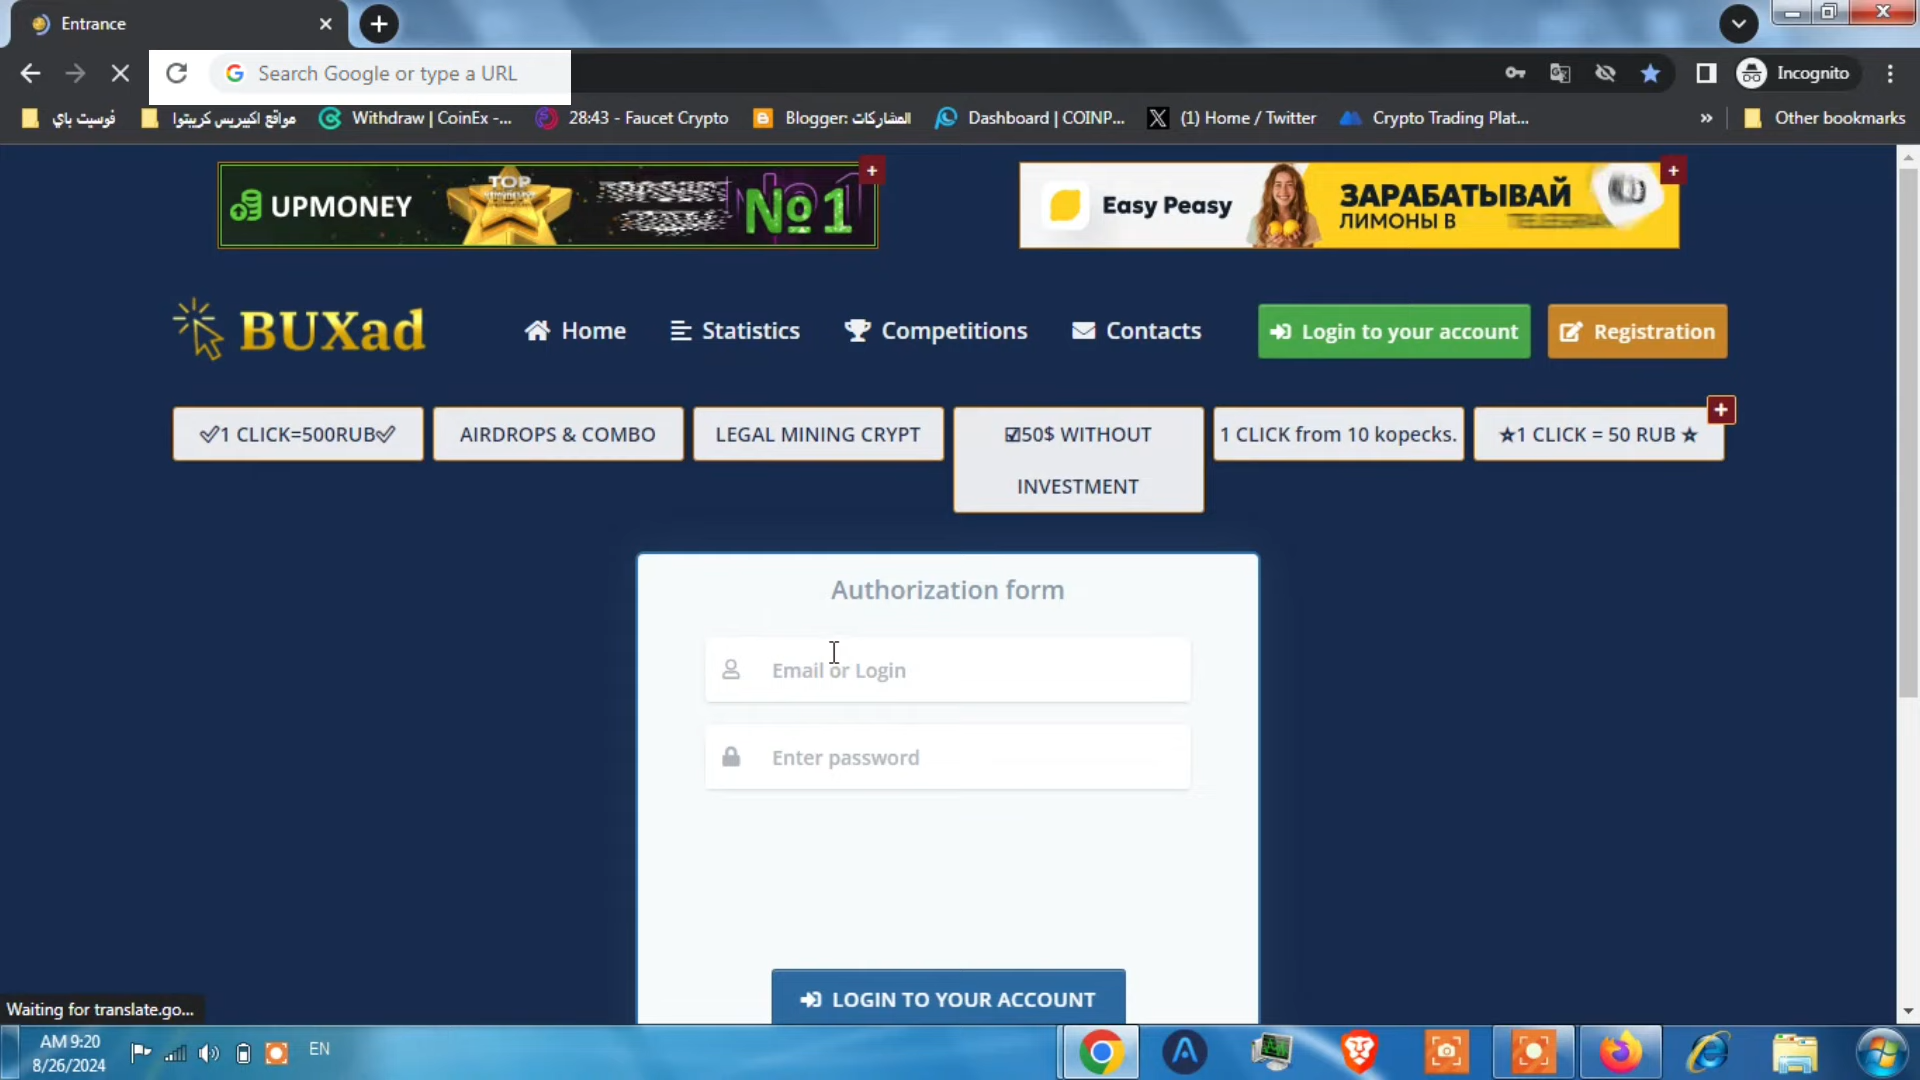 Entrance
Search Google or type a URL
Incognito
فوسيت باي
مواقع اكبيريس كريبتوا
Withdraw | CoinEx -...
28:43 - Faucet Crypto
Blogger: المشاركات
Dashboard | COINP...
(1) Home / Twitter
Crypto Trading Plat...
»
Other bookmarks
UPMONEY
TOP
№1
Easy Peasy
ЗАРАБАТЫВАЙ
ЛИМОНЫ В
BUXad
Home
Statistics
Competitions
Contacts
Login to your account
Registration
✅1 CLICK=500RUB✅
AIRDROPS & COMBO
LEGAL MINING CRYPT
☑50$ WITHOUT
INVESTMENT
1 CLICK from 10 kopecks.
★1 CLICK = 50 RUB ★
Authorization form
Email or Login
Enter password
LOGIN TO YOUR ACCOUNT
Waiting for translate.go...
AM 9:20
8/26/2024
EN